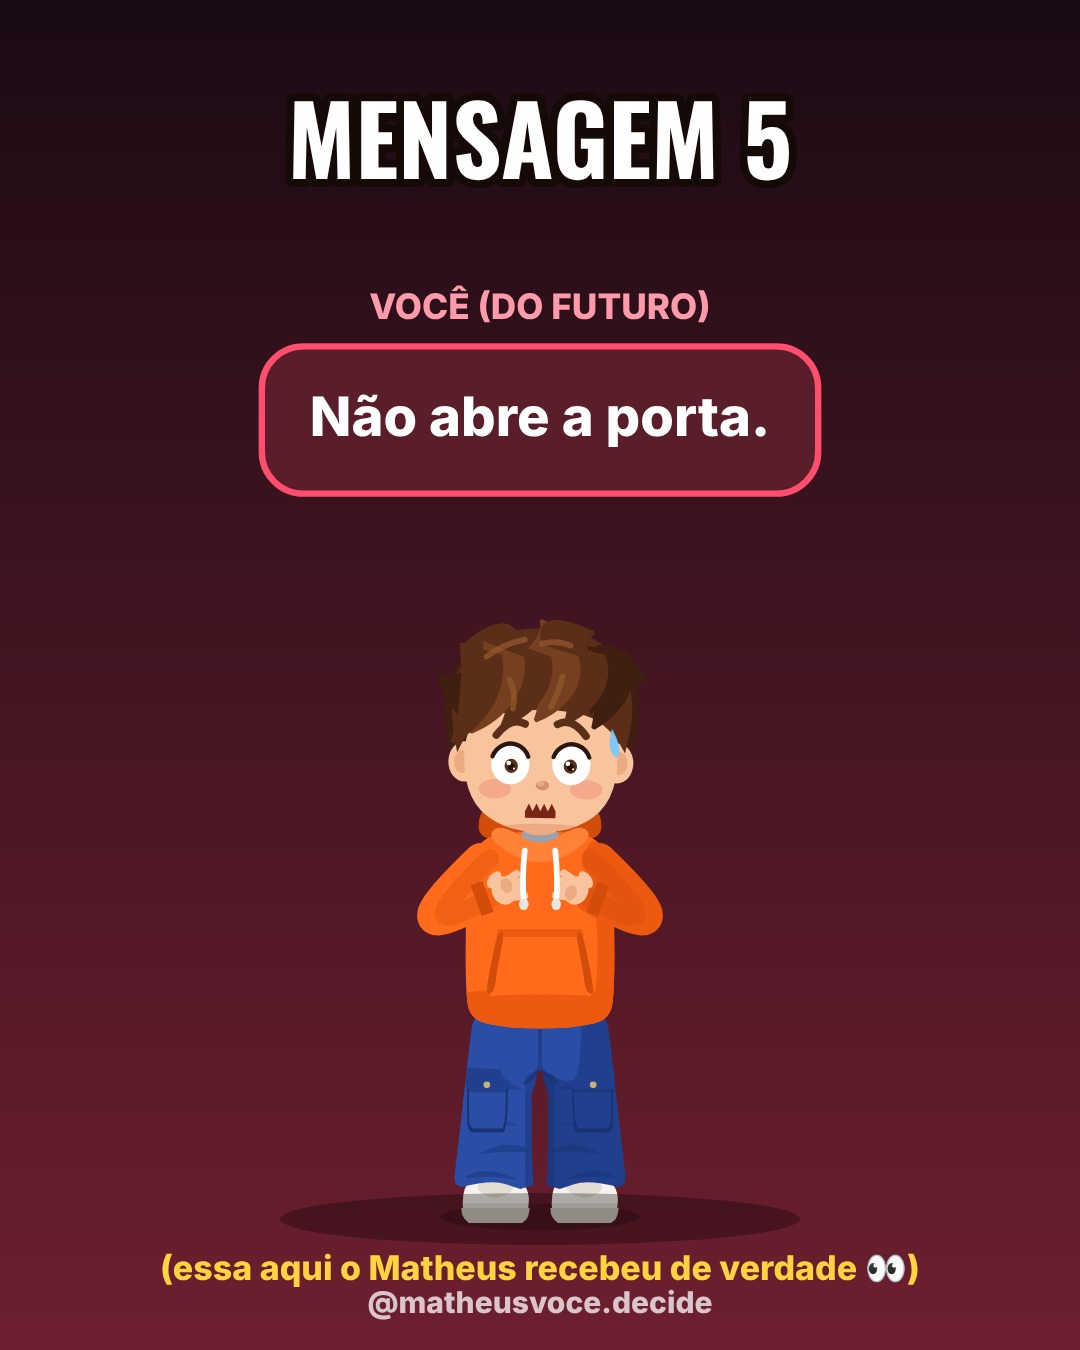 MENSAGEM 5
VOCÊ (DO FUTURO)
Não abre a porta.
(essa aqui o Matheus recebeu de verdade 👀)
@matheusvoce.decide